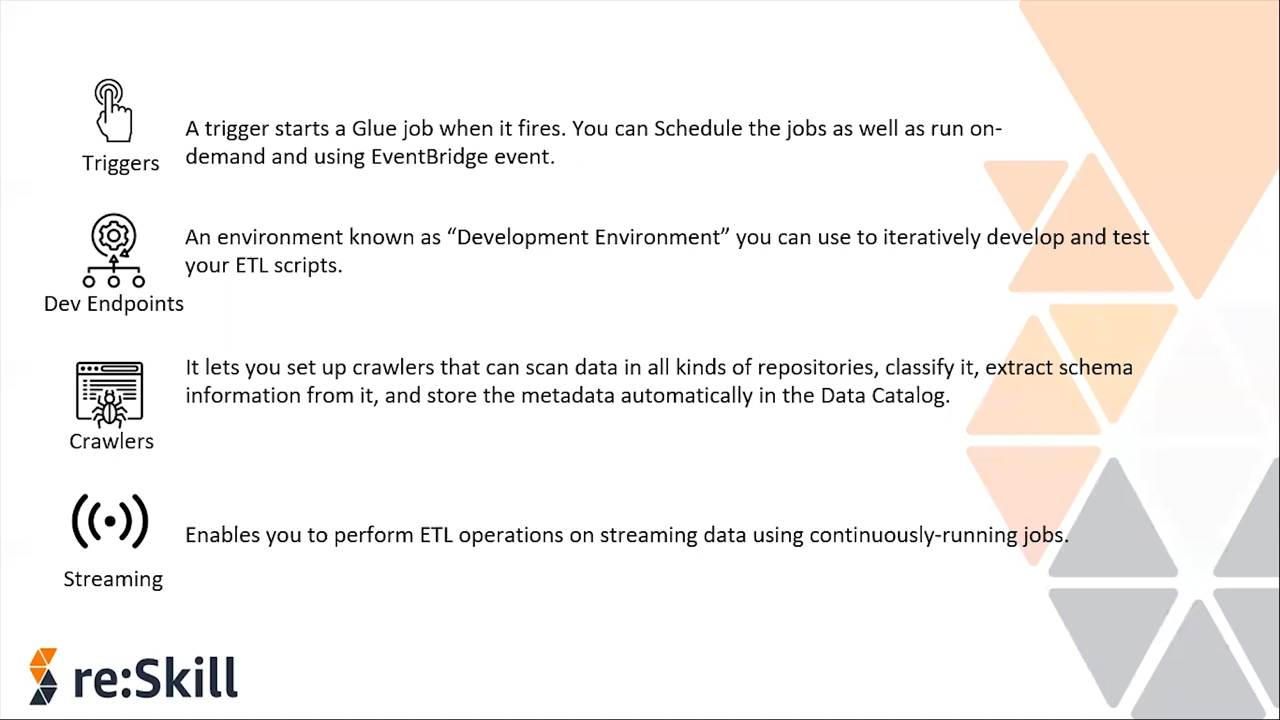 A trigger starts a Glue job when it fires. You can Schedule the jobs as well as run on-
demand and using EventBridge event.
Triggers
An environment known as “Development Environment” you can use to iteratively develop and test
your ETL scripts.
Dev Endpoints
It lets you set up crawlers that can scan data in all kinds of repositories, classify it, extract schema
information from it, and store the metadata automatically in the Data Catalog.
Crawlers
Enables you to perform ETL operations on streaming data using continuously-running jobs.
Streaming
re:Skill